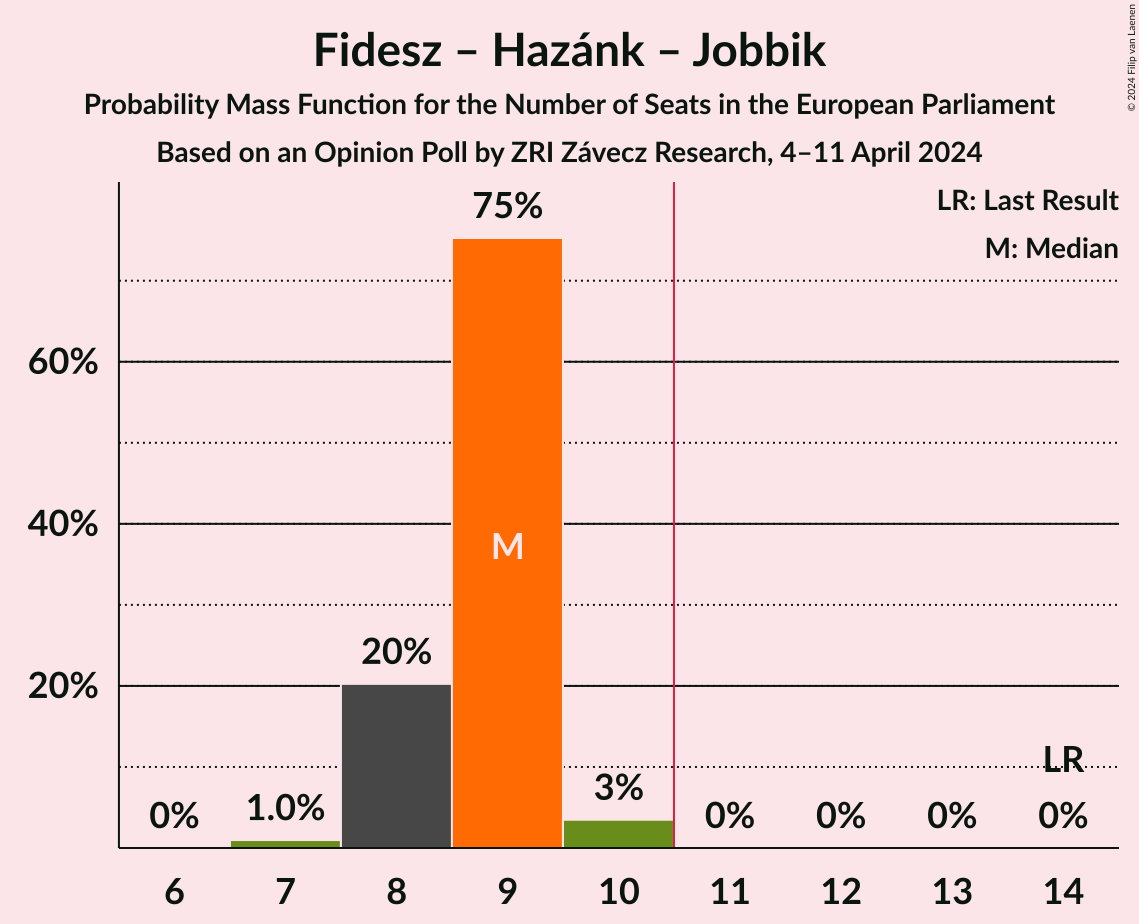 Fidesz – Hazánk – Jobbik
Probability Mass Function for the Number of Seats in the European Parliament
Based on an Opinion Poll by ZRI Závecz Research, 4–11 April 2024
© 2024 Filip van Laenen
LR: Last Result
M: Median
75%
60%
40%
M
20%
20%
LR
0%
1.0%
3%
0%
0%
0%
0%
6
7
8
9
10
11
12
13
14